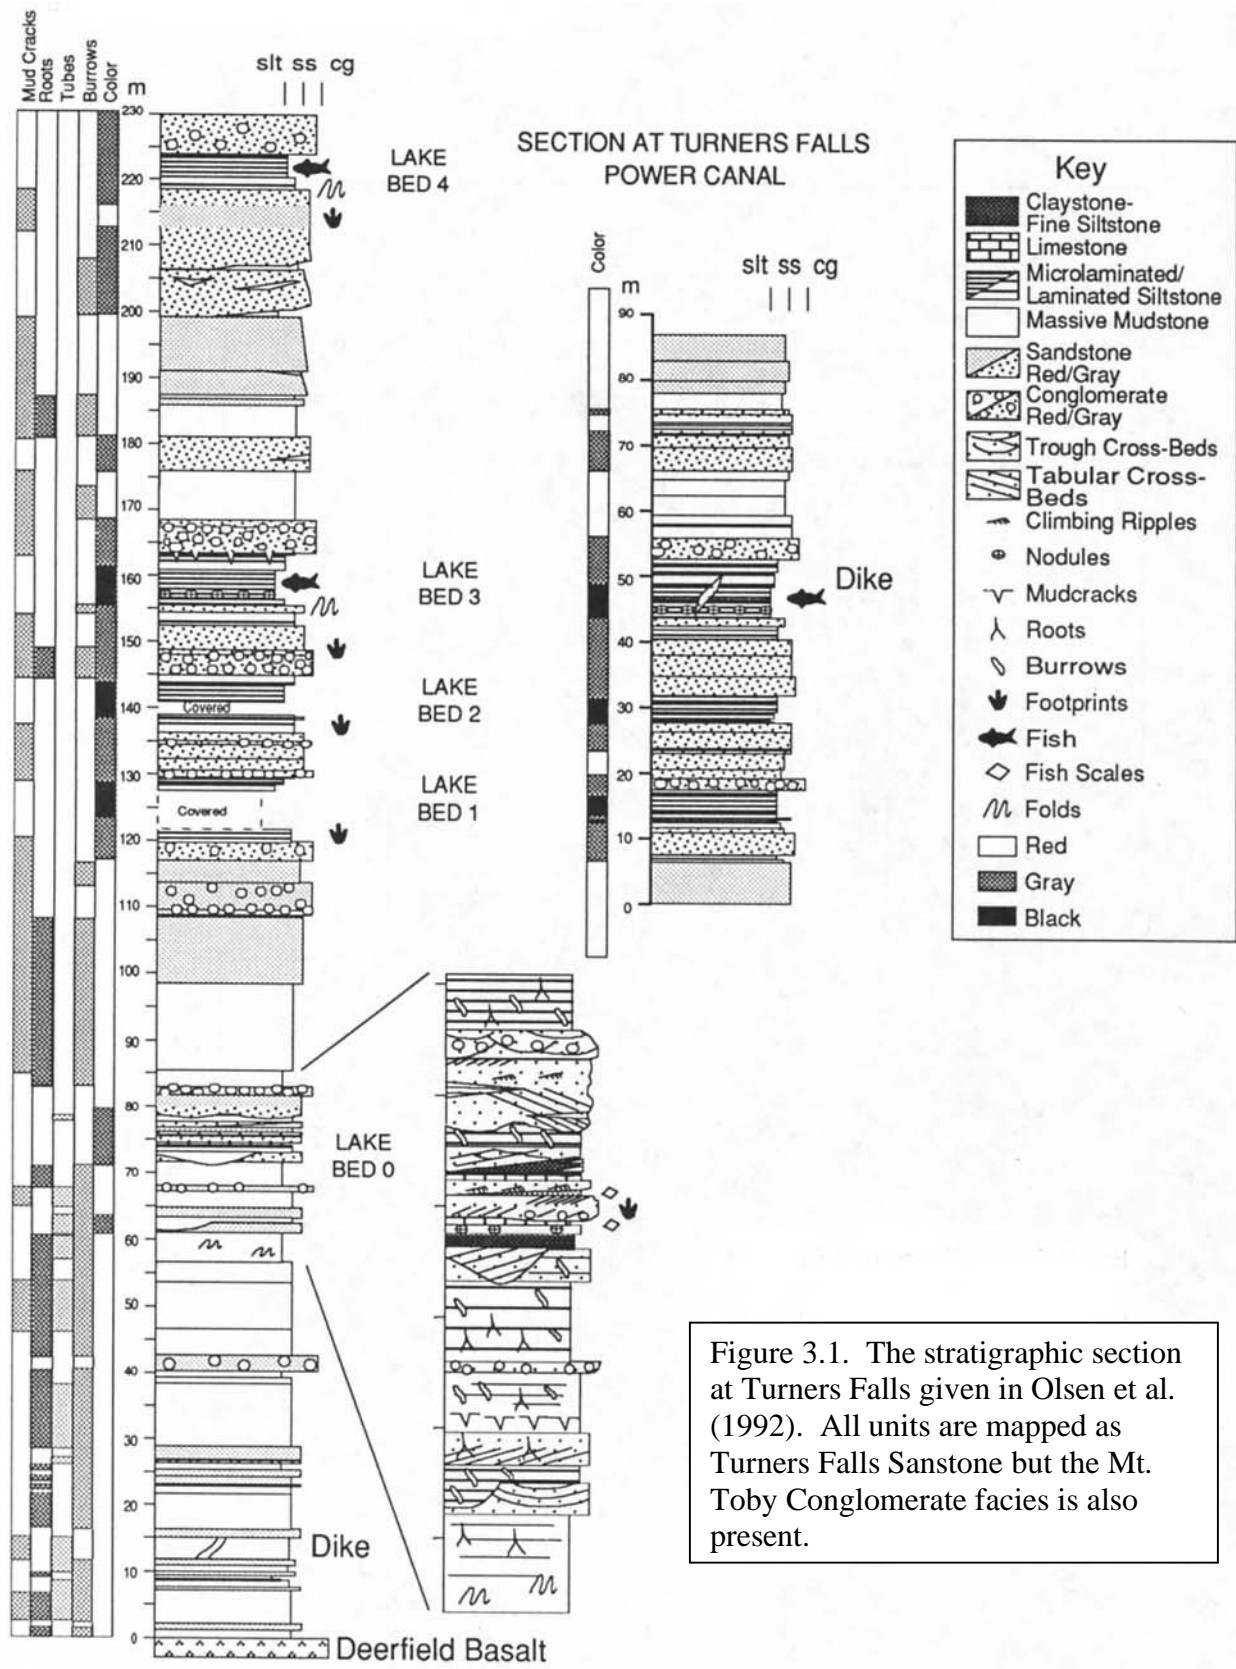 Mud Cracks
Roots
Tubes
Burrows
Color
m
slt ss cg
230
220
210
200
190
180
170
160
150
140
130
120
110
100
90
80
70
60
50
40
30
20
10
0
LAKE
BED 4
LAKE
BED 3
LAKE
BED 2
LAKE
BED 1
LAKE
BED 0
Covered
Covered
Dike
Deerfield Basalt
SECTION AT TURNERS FALLS
POWER CANAL
Color
m
slt ss cg
90
80
70
60
50
40
30
20
10
0
Dike
Key
Claystone-
Fine Siltstone
Limestone
Microlaminated/
Laminated Siltstone
Massive Mudstone
Sandstone
Red/Gray
Conglomerate
Red/Gray
Trough Cross-Beds
Tabular Cross-
Beds
Climbing Ripples
Nodules
Mudcracks
Roots
Burrows
Footprints
Fish
Fish Scales
Folds
Red
Gray
Black
Figure 3.1. The stratigraphic section
at Turners Falls given in Olsen et al.
(1992). All units are mapped as
Turners Falls Sanstone but the Mt.
Toby Conglomerate facies is also
present.